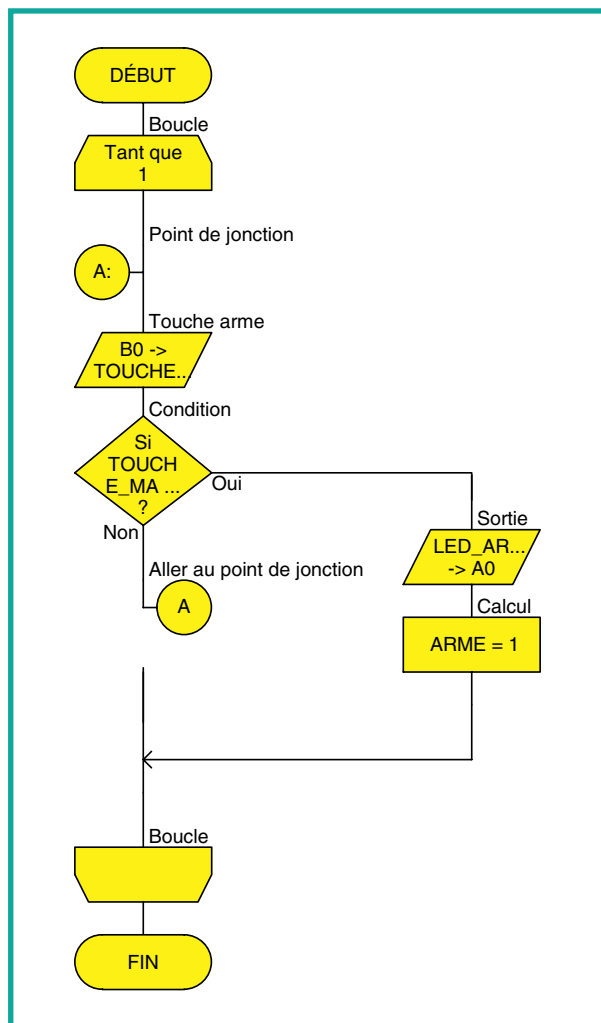 DÉBUT
Boucle
Tant que
1
Point de jonction
A:
Touche arme
B0 ->
TOUCHE...
Condition
Si
TOUCH
E_MA ...
?
Oui
Non
Sortie
LED_AR...
-> A0
Calcul
ARME = 1
Aller au point de jonction
A
Boucle
FIN